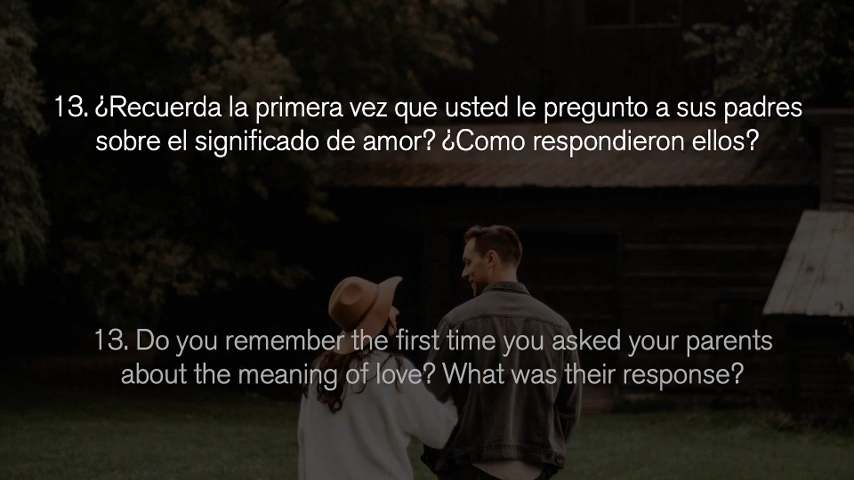 13. ¿Recuerda la primera vez que usted le pregunto a sus padres
sobre el significado de amor? ¿Como respondieron ellos?
13. Do you remember the first time you asked your parents
about the meaning of love? What was their response?